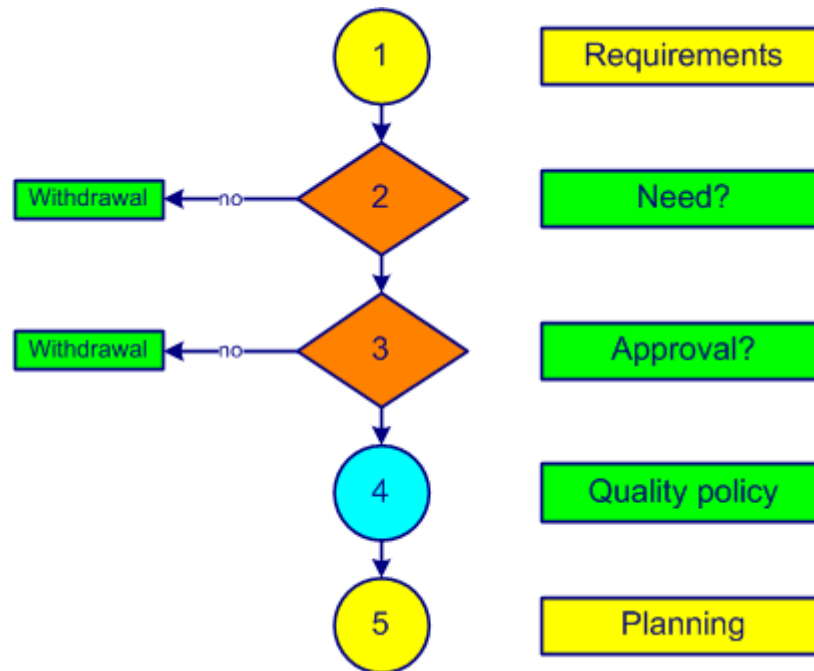 1
Requirements
Withdrawal
no
2
Need?
Withdrawal
no
3
Approval?
4
Quality policy
5
Planning